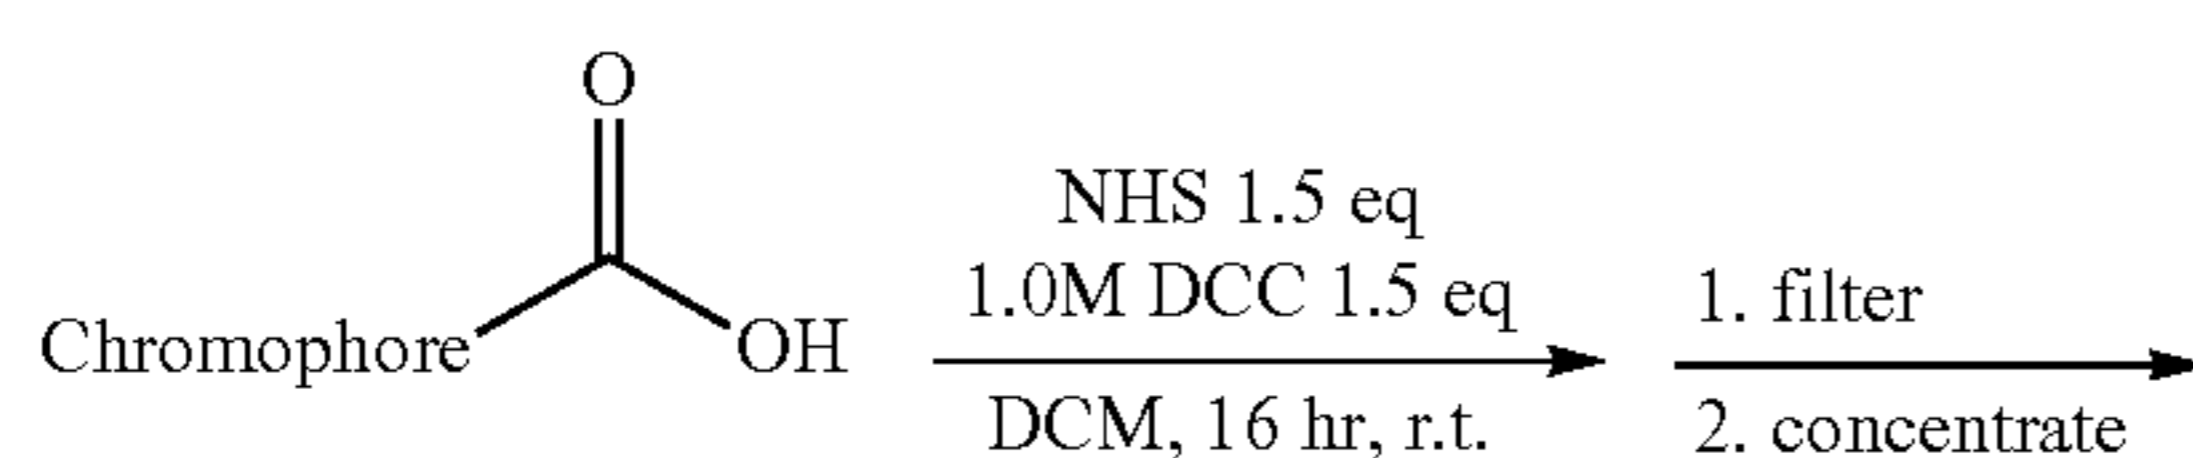 O
Chromophore
OH
NHS 1.5 eq
1.0M DCC 1.5 eq
DCM, 16 hr, r.t.
1. filter
2. concentrate